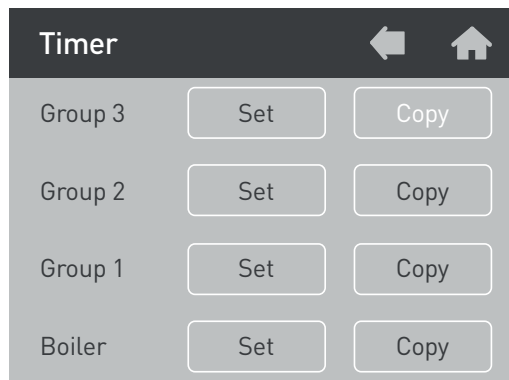 Timer
Group 3 Set Copy
Group 2 Set Copy
Group 1 Set Copy
Boiler Set Copy